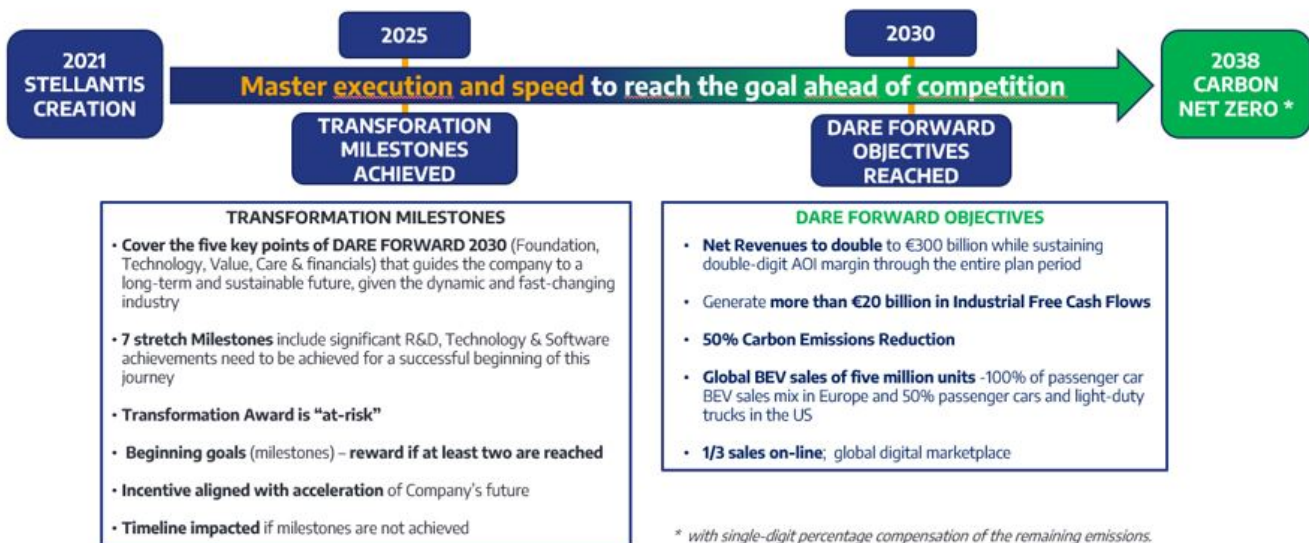 2021
STELLANTIS
CREATION
2025
2030
2038
CARBON
NET ZERO *
Master execution and speed to reach the goal ahead of competition
TRANSFORATION
MILESTONES
ACHIEVED
DARE FORWARD
OBJECTIVES
REACHED
TRANSFORMATION MILESTONES
• Cover the five key points of DARE FORWARD 2030 (Foundation,
Technology, Value, Care & financials) that guides the company to a
long-term and sustainable future, given the dynamic and fast-changing
industry
• 7 stretch Milestones include significant R&D, Technology & Software
achievements need to be achieved for a successful beginning of this
journey
• Transformation Award is “at-risk”
• Beginning goals (milestones) – reward if at least two are reached
• Incentive aligned with acceleration of Company’s future
• Timeline impacted if milestones are not achieved
DARE FORWARD OBJECTIVES
• Net Revenues to double to €300 billion while sustaining
double-digit AOI margin through the entire plan period
• Generate more than €20 billion in Industrial Free Cash Flows
• 50% Carbon Emissions Reduction
• Global BEV sales of five million units -100% of passenger car
BEV sales mix in Europe and 50% passenger cars and light-duty
trucks in the US
• 1/3 sales on-line; global digital marketplace
* with single-digit percentage compensation of the remaining emissions.